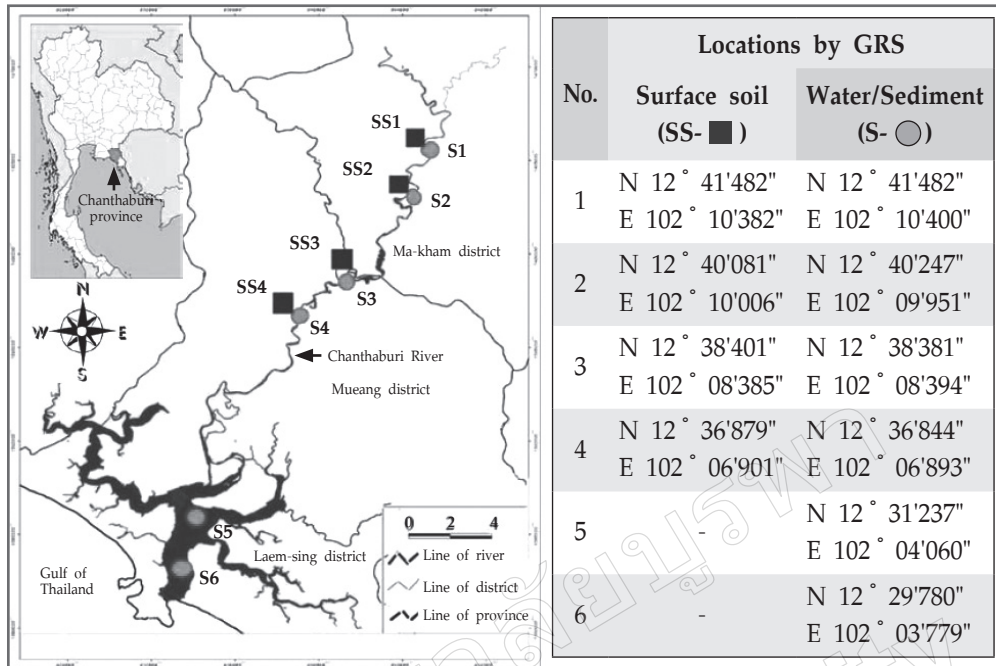 Chanthaburi
province
N
W
E
S
SS1
S1
SS2
S2
Ma-kham district
SS3
S3
SS4
S4
Chanthaburi River
Mueang district
S5
Laem-sing district
S6
Gulf of
Thailand
0 2 4
Line of river
Line of district
Line of province
No.
Locations by GRS
Surface soil
(SS- ■ )
Water/Sediment
(S- ● )
1
N 12 ° 41'482" N 12 ° 41'482"
E 102 ° 10'382" E 102 ° 10'400"
2
N 12 ° 40'081" N 12 ° 40'247"
E 102 ° 10'006" E 102 ° 09'951"
3
N 12 ° 38'401" N 12 ° 38'381"
E 102 ° 08'385" E 102 ° 08'394"
4
N 12 ° 36'879" N 12 ° 36'844"
E 102 ° 06'901" E 102 ° 06'893"
5
-
N 12 ° 31'237"
E 102 ° 04'060"
6
-
N 12 ° 29'780"
E 102 ° 03'779"